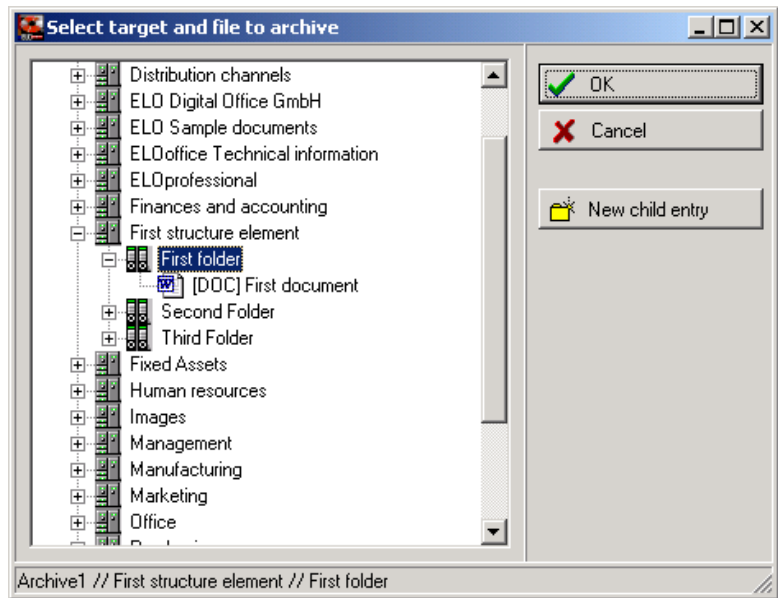 Select target and file to archive
Distribution channels
ELO Digital Office GmbH
ELO Sample documents
ELOoffice Technical information
ELOprofessional
Finances and accounting
First structure element
First folder
[DOC] First document
Second Folder
Third Folder
Fixed Assets
Human resources
Images
Management
Manufacturing
Marketing
Office
OK
Cancel
New child entry
Archive1 // First structure element // First folder